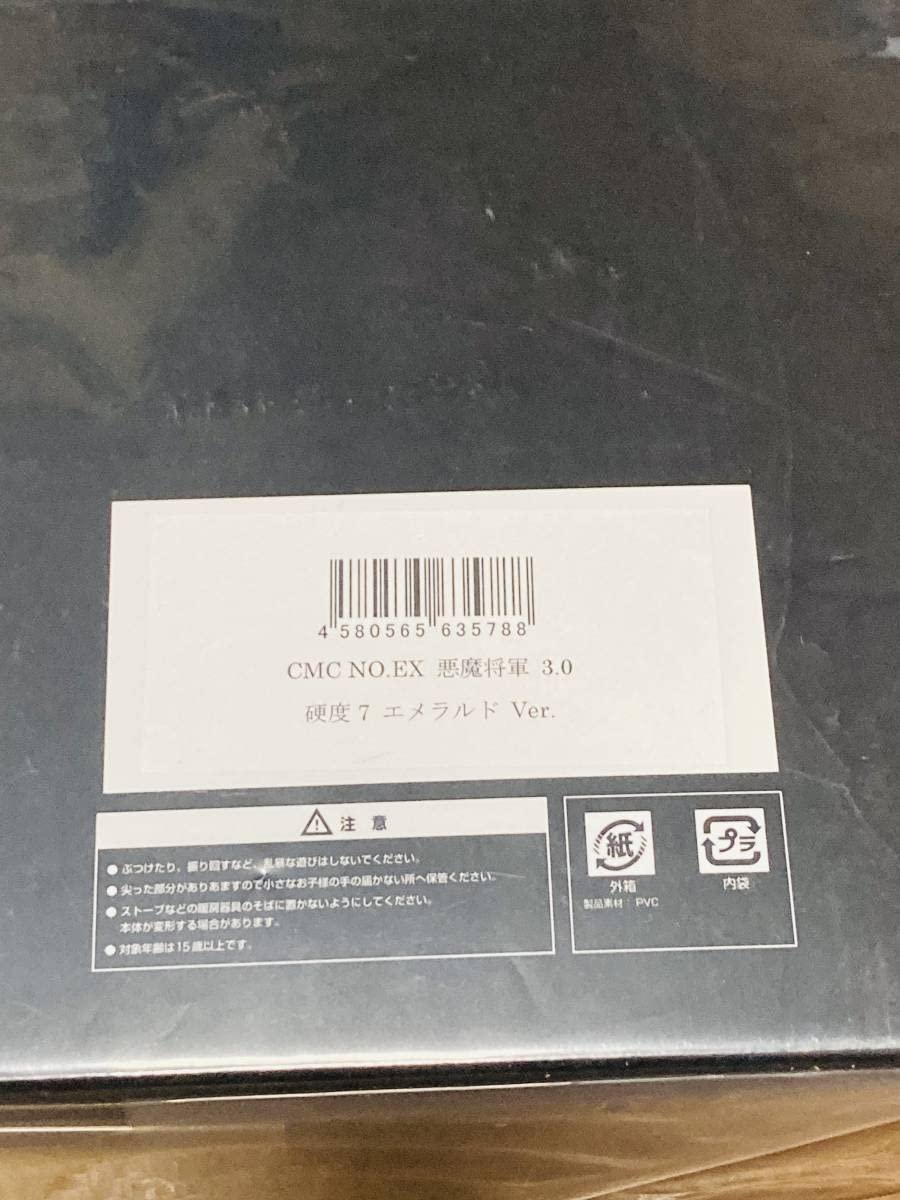 4 580565 635788
CMC NO.EX 悪魔将軍 3.0
硬度7 エメラルド Ver.
注 意
● ぶつけたり、振り回すなど、乱暴な遊びはしないでください。
● 尖った部分がありあますので小さなお子様の手の届かない所へ保管ください。
● ストーブなどの暖房器具のそばに置かないようにしてください。
本体が変形する場合があります。
● 対象年齢は15歳以上です。
紙
外箱
製品素材：PVC
プラ
内袋